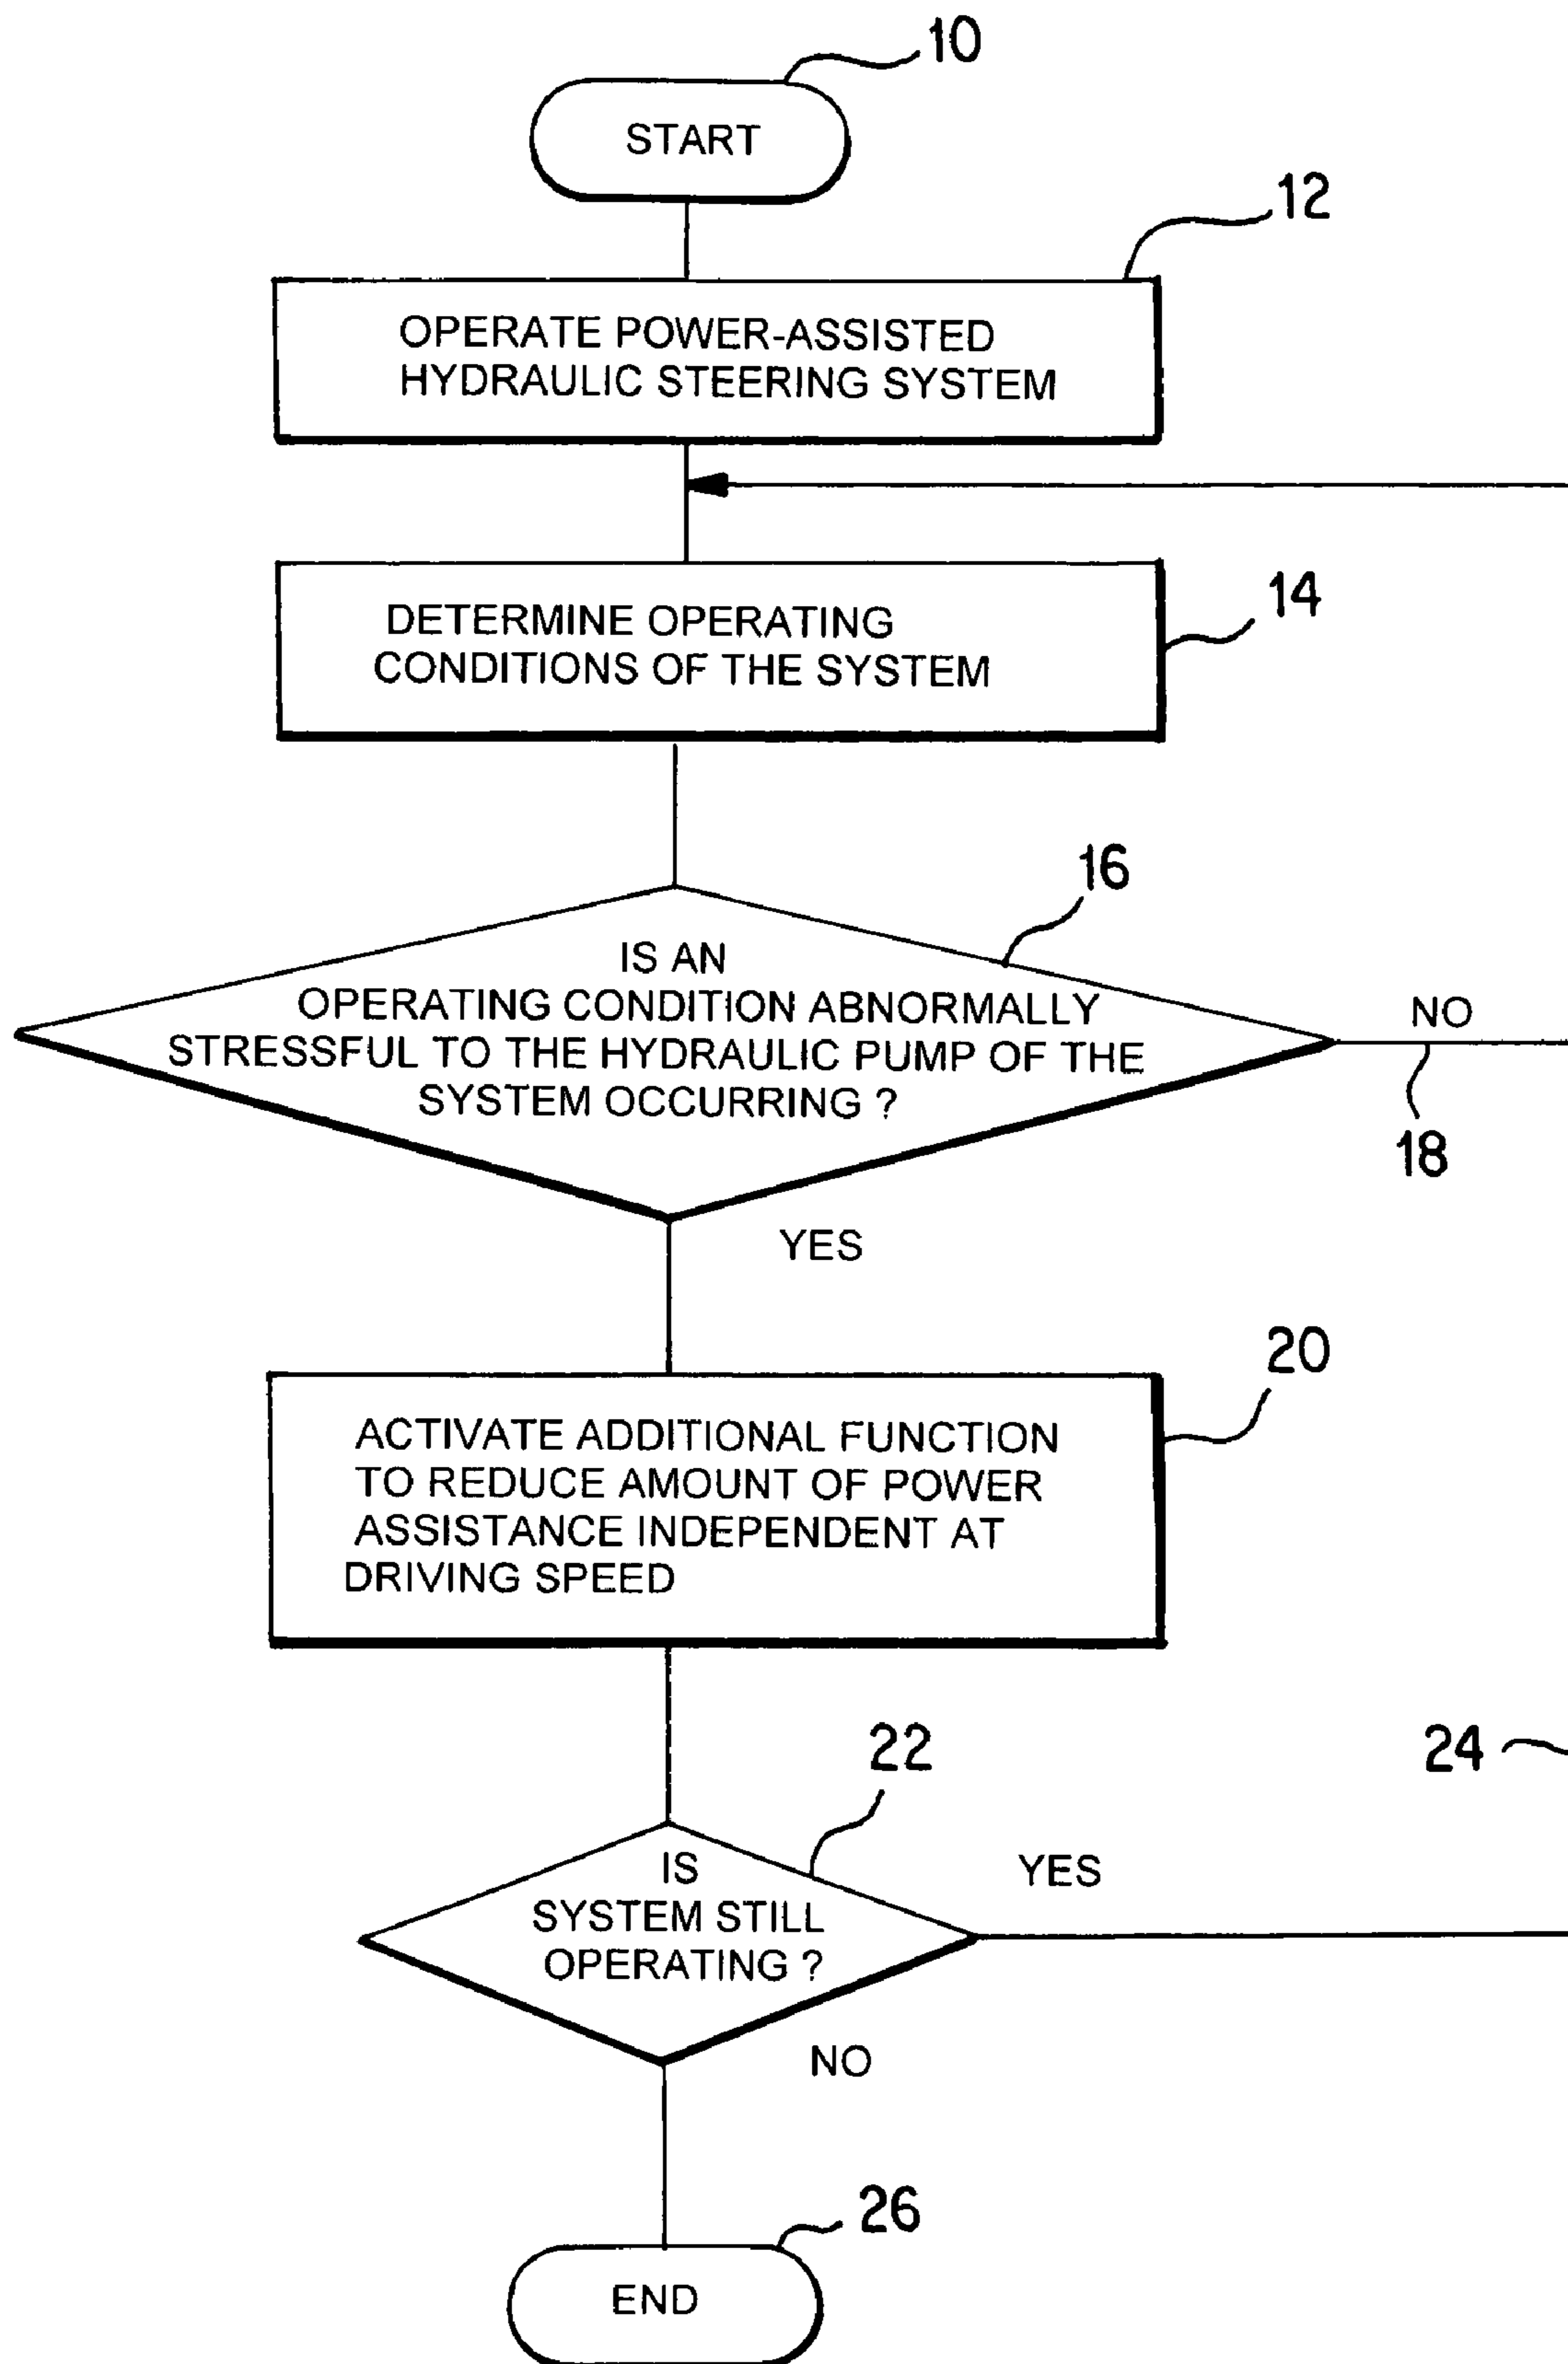 10
START
12
OPERATE POWER-ASSISTED
HYDRAULIC STEERING SYSTEM
14
DETERMINE OPERATING
CONDITIONS OF THE SYSTEM
16
IS AN
OPERATING CONDITION ABNORMALLY
STRESSFUL TO THE HYDRAULIC PUMP OF THE
SYSTEM OCCURRING ?
NO
18
YES
20
ACTIVATE ADDITIONAL FUNCTION
TO REDUCE AMOUNT OF POWER
ASSISTANCE INDEPENDENT AT
DRIVING SPEED
22
24
IS
SYSTEM STILL
OPERATING ?
YES
NO
26
END